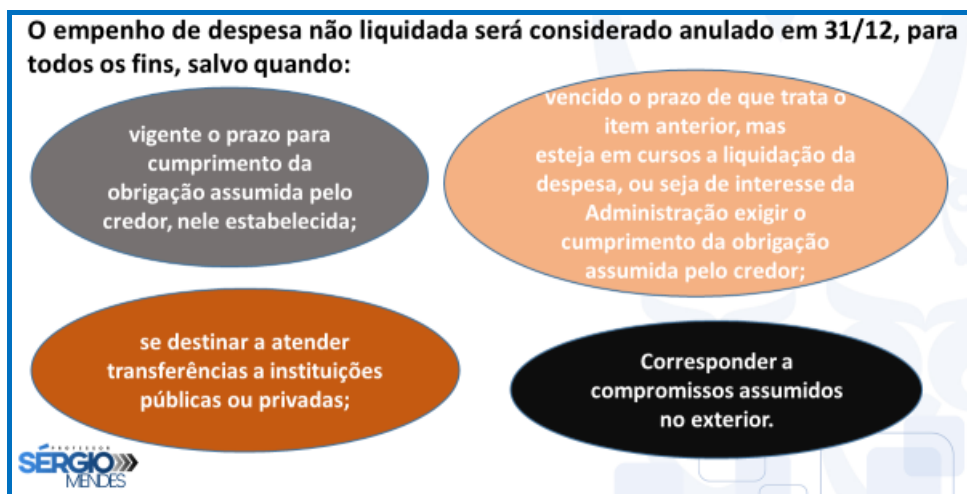 O empenho de despesa não liquidada será considerado anulado em 31/12, para
todos os fins, salvo quando:
vigente o prazo para
cumprimento da
obrigação assumida pelo
credor, nele estabelecida;
vencido o prazo de que trata o
item anterior, mas
esteja em cursos a liquidação da
despesa, ou seja de interesse da
Administração exigir o
cumprimento da obrigação
assumida pelo credor;
se destinar a atender
transferências a instituições
públicas ou privadas;
Corresponder a
compromissos assumidos
no exterior.
PROFESSOR
SÉRGIO
MENDES